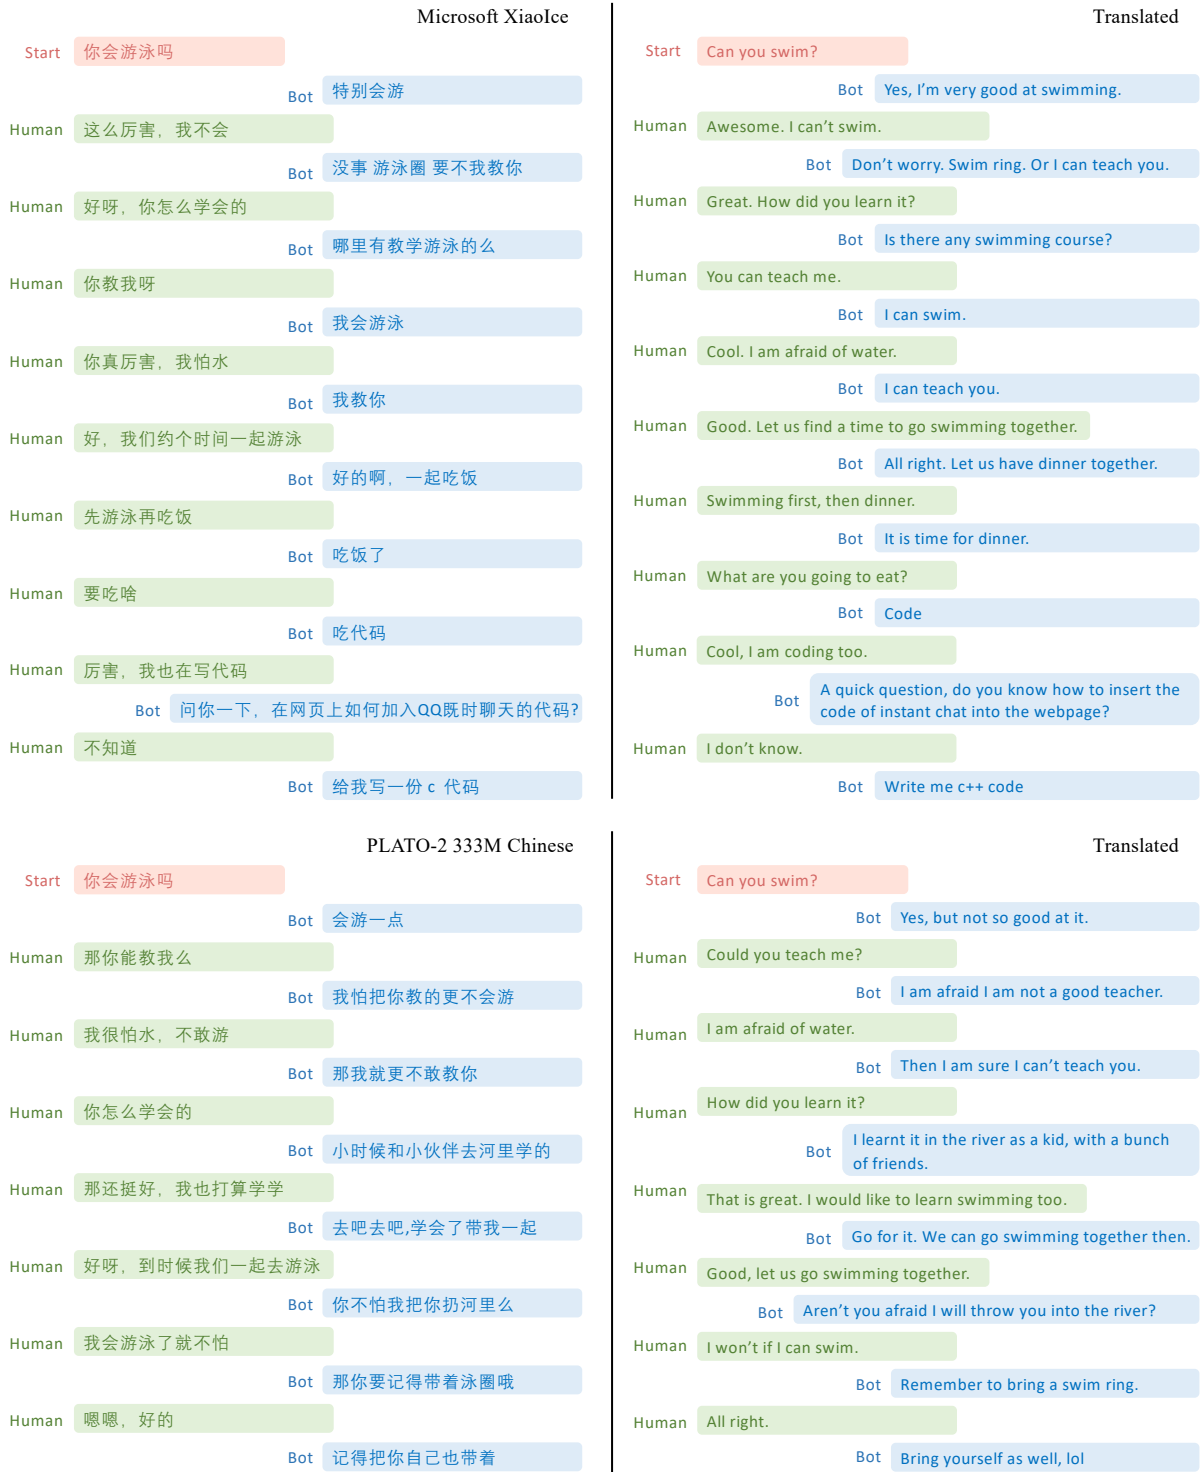 Microsoft XiaoIce
Start 你会游泳吗
Bot 特别会游
Human 这么厉害，我不会
Bot 没事 游泳圈 要不我教你
Human 好呀，你怎么学会的
Bot 哪里有教学游泳的么
Human 你教我呀
Bot 我会游泳
Human 你真厉害，我怕水
Bot 我教你
Human 好，我们约个时间一起游泳
Bot 好的啊，一起吃饭
Human 先游泳再吃饭
Bot 吃饭了
Human 要吃啥
Bot 吃代码
Human 厉害，我也在写代码
Bot 问你一下，在网页上如何加入QQ既时聊天的代码?
Human 不知道
Bot 给我写一份 c 代码
Translated
Start Can you swim?
Bot Yes, I’m very good at swimming.
Human Awesome. I can’t swim.
Bot Don’t worry. Swim ring. Or I can teach you.
Human Great. How did you learn it?
Bot Is there any swimming course?
Human You can teach me.
Bot I can swim.
Human Cool. I am afraid of water.
Bot I can teach you.
Human Good. Let us find a time to go swimming together.
Bot All right. Let us have dinner together.
Human Swimming first, then dinner.
Bot It is time for dinner.
Human What are you going to eat?
Bot Code
Human Cool, I am coding too.
Bot A quick question, do you know how to insert the
code of instant chat into the webpage?
Human I don’t know.
Bot Write me c++ code
PLATO-2 333M Chinese
Start 你会游泳吗
Bot 会游一点
Human 那你能教我么
Bot 我怕把你教的更不会游
Human 我很怕水，不敢游
Bot 那我就更不敢教你
Human 你怎么学会的
Bot 小时候和小伙伴去河里学的
Human 那还挺好，我也打算学学
Bot 去吧去吧,学会了带我一起
Human 好呀，到时候我们一起去游泳
Bot 你不怕我把你扔河里么
Human 我会游泳了就不怕
Bot 那你要记得带着泳圈哦
Human 嗯嗯，好的
Bot 记得把你自己也带着
Translated
Start Can you swim?
Bot Yes, but not so good at it.
Human Could you teach me?
Bot I am afraid I am not a good teacher.
Human I am afraid of water.
Bot Then I am sure I can’t teach you.
Human How did you learn it?
Bot I learnt it in the river as a kid, with a bunch
of friends.
Human That is great. I would like to learn swimming too.
Bot Go for it. We can go swimming together then.
Human Good, let us go swimming together.
Bot Aren’t you afraid I will throw you into the river?
Human I won’t if I can swim.
Bot Remember to bring a swim ring.
Human All right.
Bot Bring yourself as well, lol